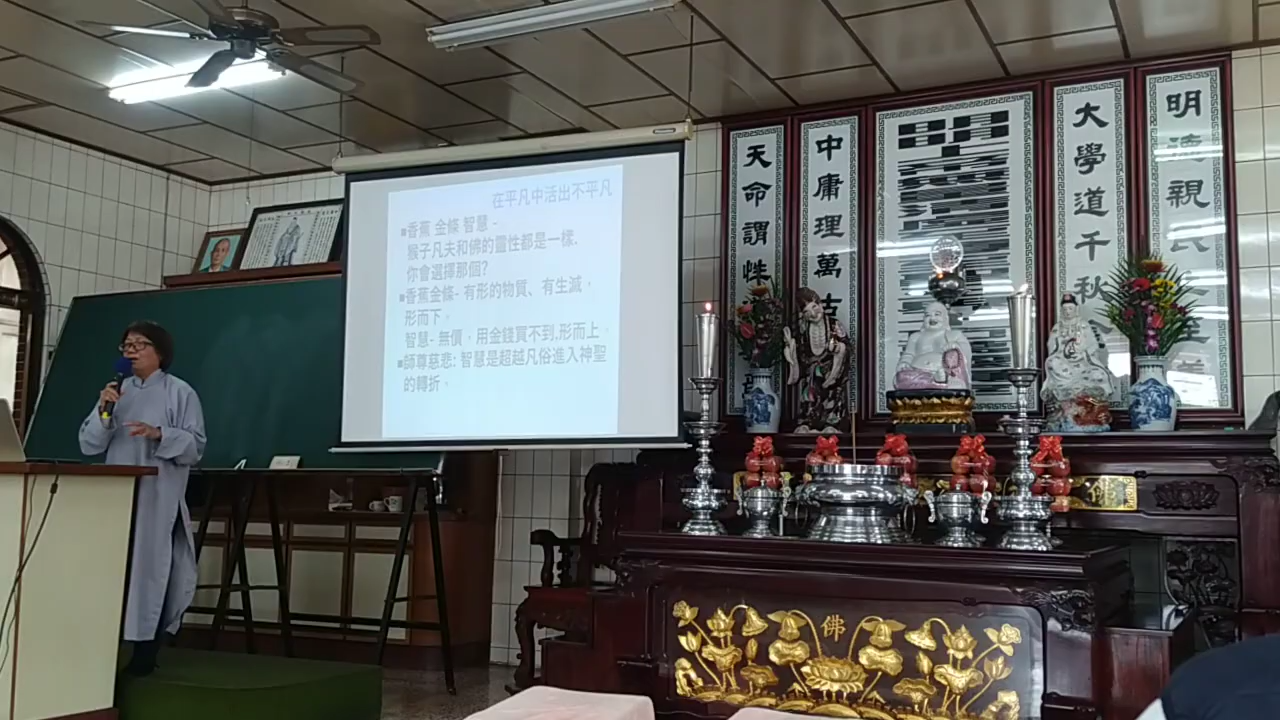 在平凡中活出不平凡
■香蕉 金條 智慧 -
猴子凡夫和佛的靈性都是一樣.
你會選擇那個?
■香蕉金條- 有形的物質、有生滅，
形而下。
智慧- 無價，用金錢買不到,形而上。
■師尊慈悲: 智慧是超越凡俗進入神聖
的轉折。
天命謂性
中庸理萬古
大學道千秋
明德親民
佛
佛